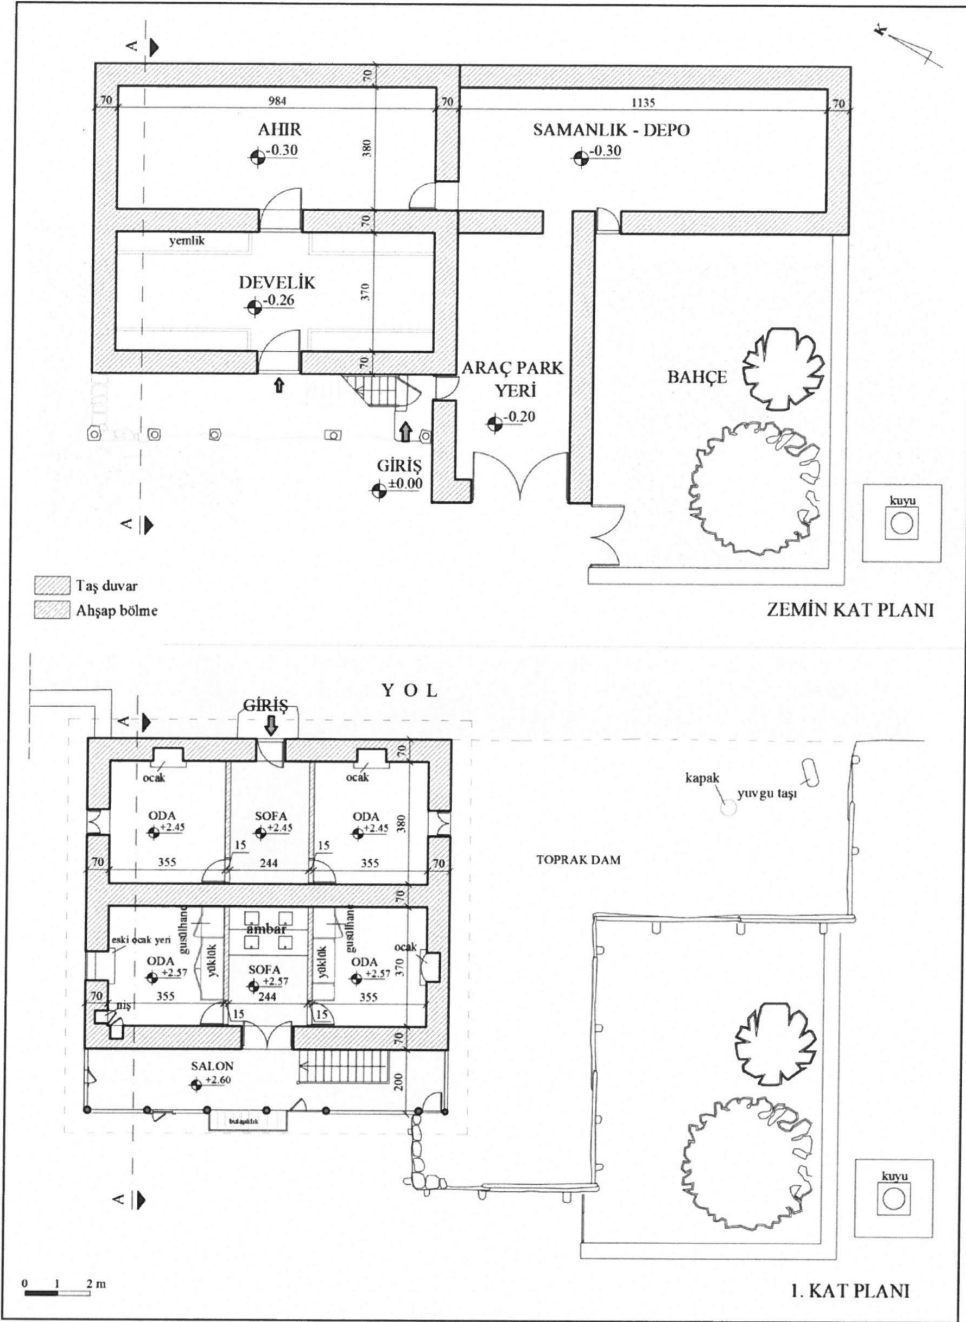 A
K
70
70
984
70
1135
70
AHIR
-0.30
380
SAMANLIK - DEPO
-0.30
70
yemlik
DEVELİK
-0.26
370
70
ARAÇ PARK
YERİ
-0.20
BAHÇE
GİRİŞ
±0.00
kuyu
A
Taş duvar
Ahşap bölme
ZEMİN KAT PLANI
YOL
A
GİRİŞ
70
ocak
ocak
kapak
yuvgu taşı
ODA
+2.45
SOFA
+2.45
ODA
+2.45
380
15
15
70
355
244
355
70
TOPRAK DAM
70
gusülhane
ambar
gusülhane
eski ocak yeri
ocak
ODA
+2.57
yüklük
SOFA
+2.57
yüklük
ODA
+2.57
370
70
355
244
355
niş
15
15
70
SALON
+2.60
200
bulaşıklık
A
kuyu
0 1 2 m
1. KAT PLANI